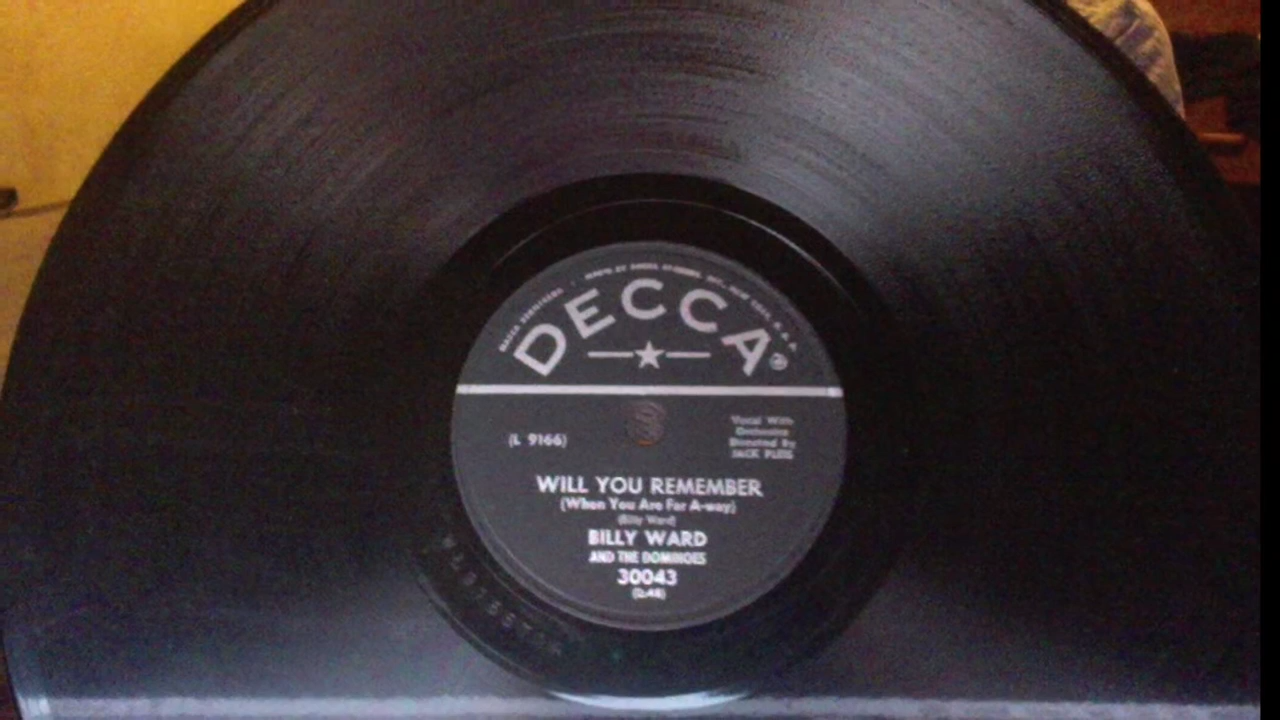 DECCA®
(L 9166)
Vocal With
Orchestra
Directed By
JACK PLEIS
WILL YOU REMEMBER
(When You Are Far A-way)
(Billy Ward)
BILLY WARD
AND THE DOMINOES
30043
(2:48)